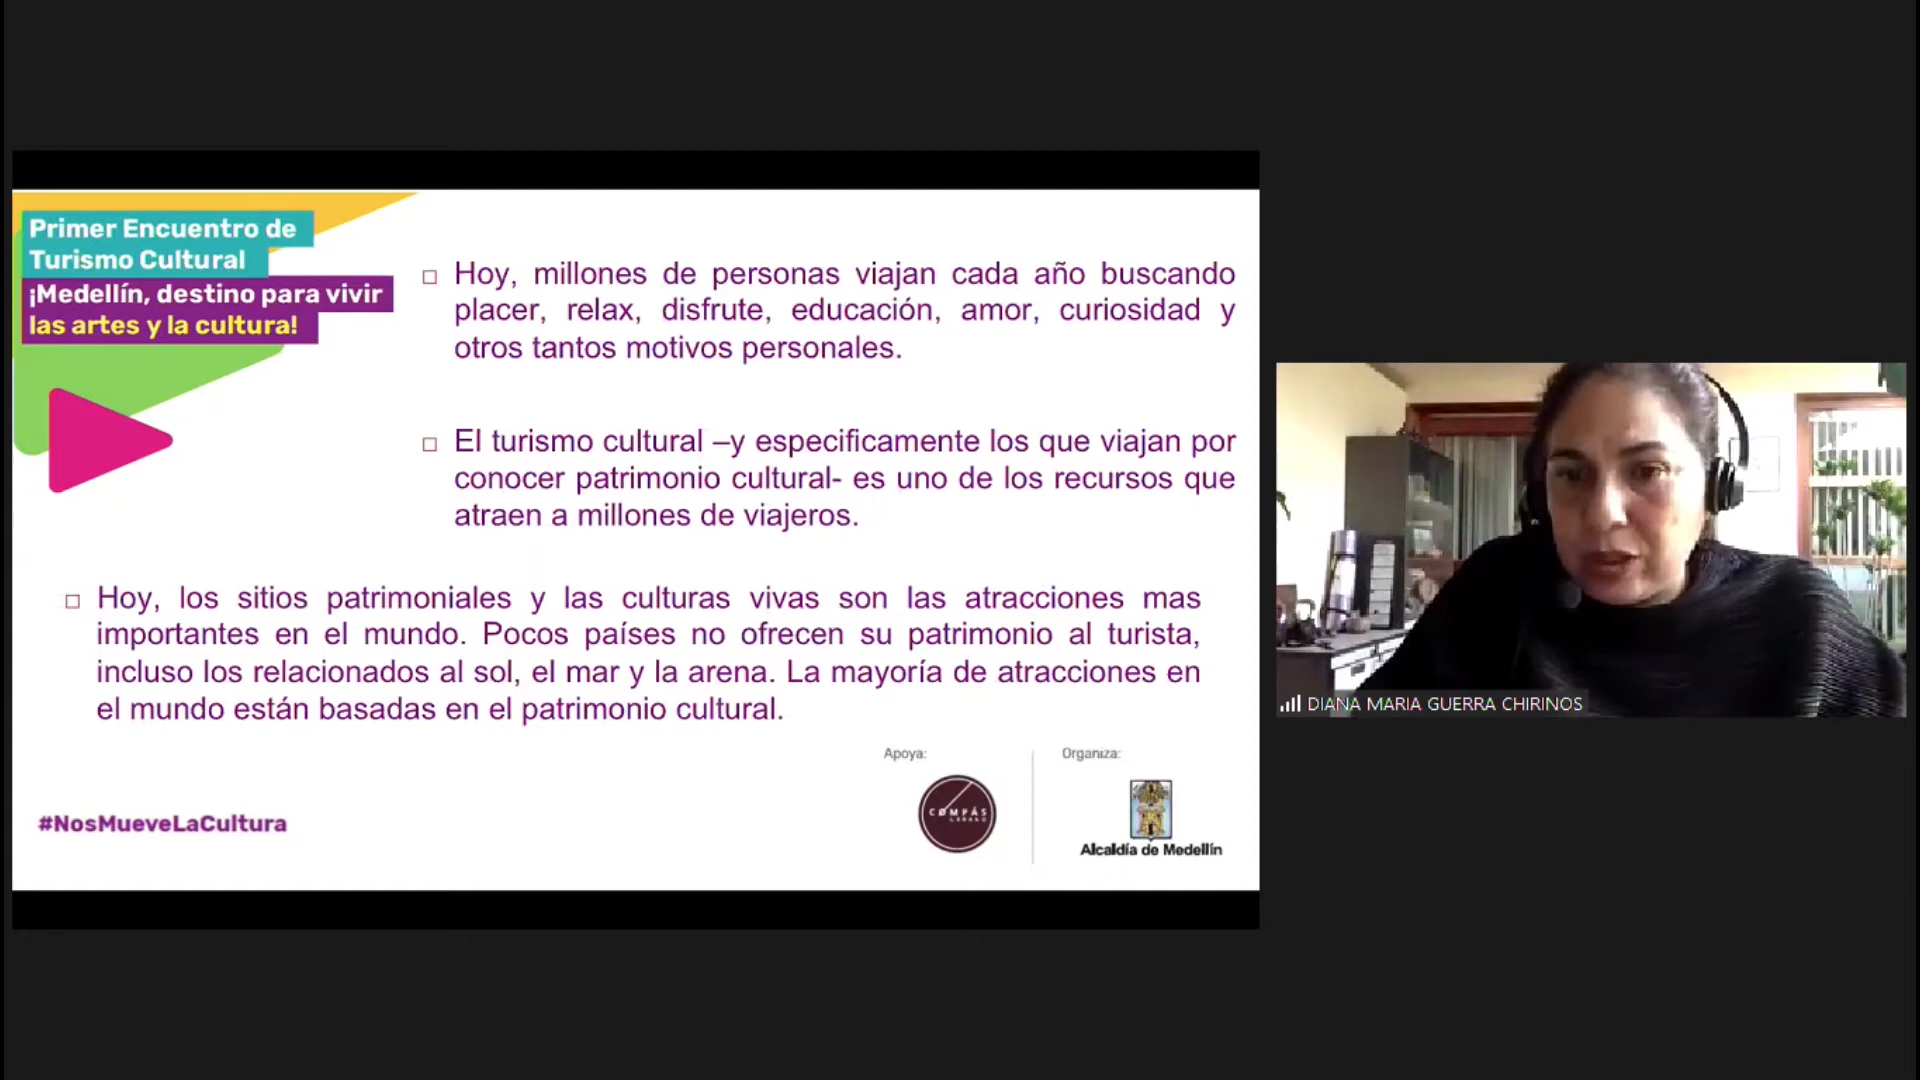 Primer Encuentro de
Turismo Cultural
¡Medellín, destino para vivir
las artes y la cultura!
□ Hoy, millones de personas viajan cada año buscando
placer, relax, disfrute, educación, amor, curiosidad y
otros tantos motivos personales.
□ El turismo cultural –y especificamente los que viajan por
conocer patrimonio cultural- es uno de los recursos que
atraen a millones de viajeros.
□ Hoy, los sitios patrimoniales y las culturas vivas son las atracciones mas
importantes en el mundo. Pocos países no ofrecen su patrimonio al turista,
incluso los relacionados al sol, el mar y la arena. La mayoría de atracciones en
el mundo están basadas en el patrimonio cultural.
Apoya:
COMPÁS
URBANO
Organiza:
Alcaldía de Medellín
#NosMueveLaCultura
DIANA MARIA GUERRA CHIRINOS